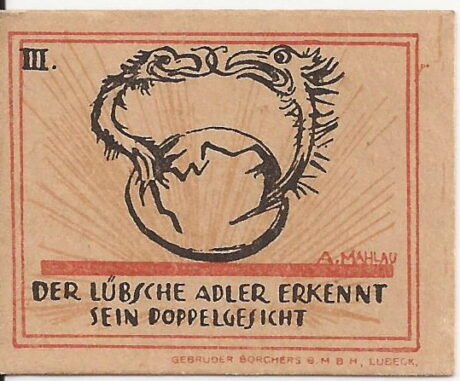 III.
A. MAHLAU
DER LÜBSCHE ADLER ERKENNT
SEIN DOPPELGESICHT
GEBRÜDER BORCHERS G.M.B.H, LÜBECK.